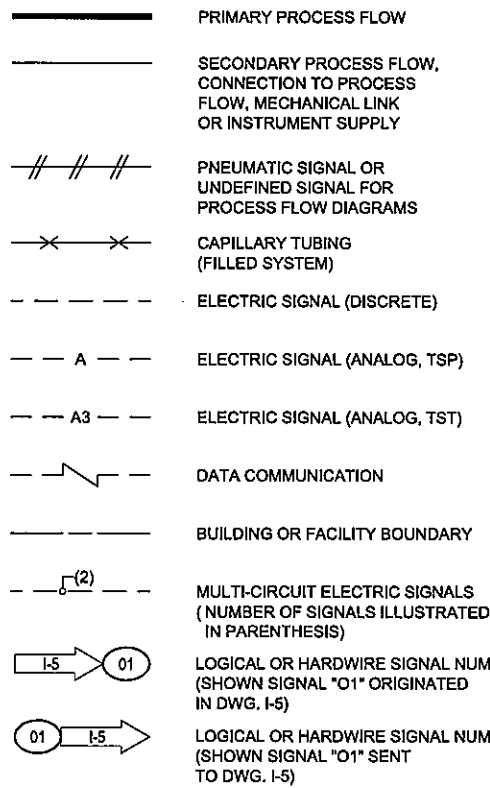 PRIMARY PROCESS FLOW
SECONDARY PROCESS FLOW,
CONNECTION TO PROCESS
FLOW, MECHANICAL LINK
OR INSTRUMENT SUPPLY
PNEUMATIC SIGNAL OR
UNDEFINED SIGNAL FOR
PROCESS FLOW DIAGRAMS
CAPILLARY TUBING
(FILLED SYSTEM)
ELECTRIC SIGNAL (DISCRETE)
A ELECTRIC SIGNAL (ANALOG, TSP)
A3 ELECTRIC SIGNAL (ANALOG, TST)
DATA COMMUNICATION
BUILDING OR FACILITY BOUNDARY
(2)
MULTI-CIRCUIT ELECTRIC SIGNALS
( NUMBER OF SIGNALS ILLUSTRATED
IN PARENTHESIS)
I-5 01 LOGICAL OR HARDWIRE SIGNAL NUM
(SHOWN SIGNAL "O1" ORIGINATED
IN DWG. I-5)
01 I-5 LOGICAL OR HARDWIRE SIGNAL NUM
(SHOWN SIGNAL "O1" SENT
TO DWG. I-5)